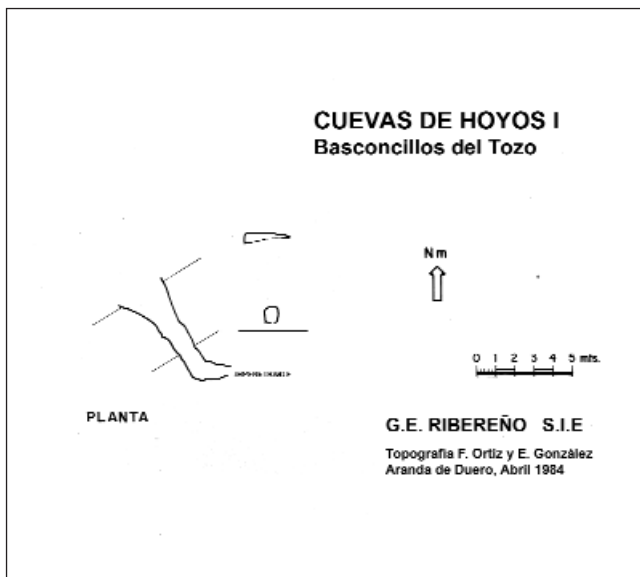 CUEVAS DE HOYOS I
Basconcillos del Tozo
Nm
0 1 2 3 4 5 mts.
PLANTA
G.E. RIBEREÑO S.I.E
Topografia F. Ortiz y E. González
Aranda de Duero, Abril 1984